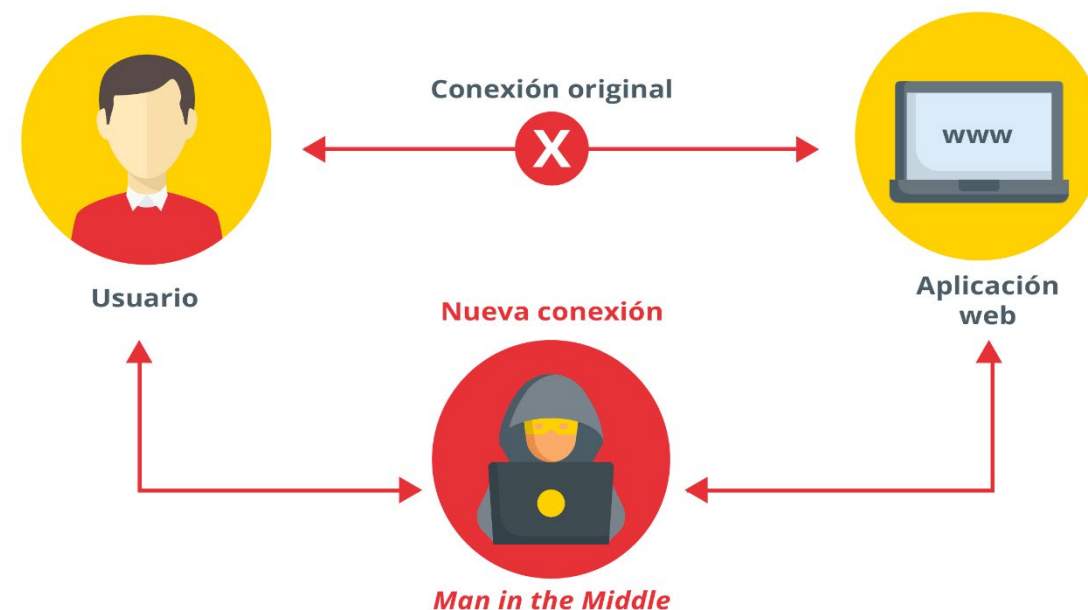 Conexión original
X
www
Usuario
Aplicación
web
Nueva conexión
Man in the Middle